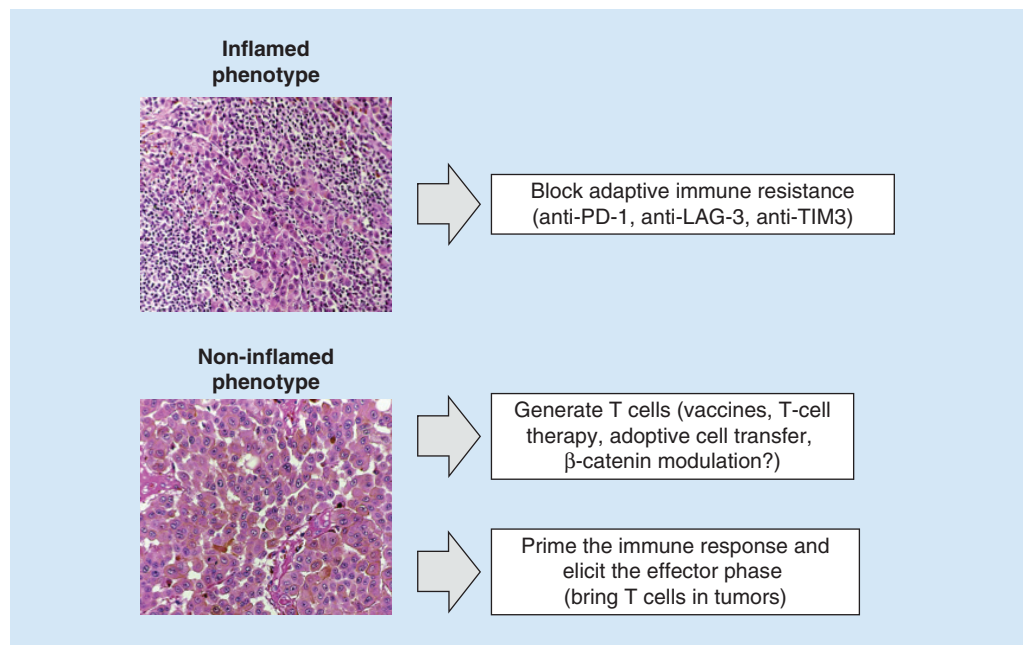 Inflamed
phenotype
Block adaptive immune resistance
(anti-PD-1, anti-LAG-3, anti-TIM3)
Non-inflamed
phenotype
Generate T cells (vaccines, T-cell
therapy, adoptive cell transfer,
β-catenin modulation?)
Prime the immune response and
elicit the effector phase
(bring T cells in tumors)